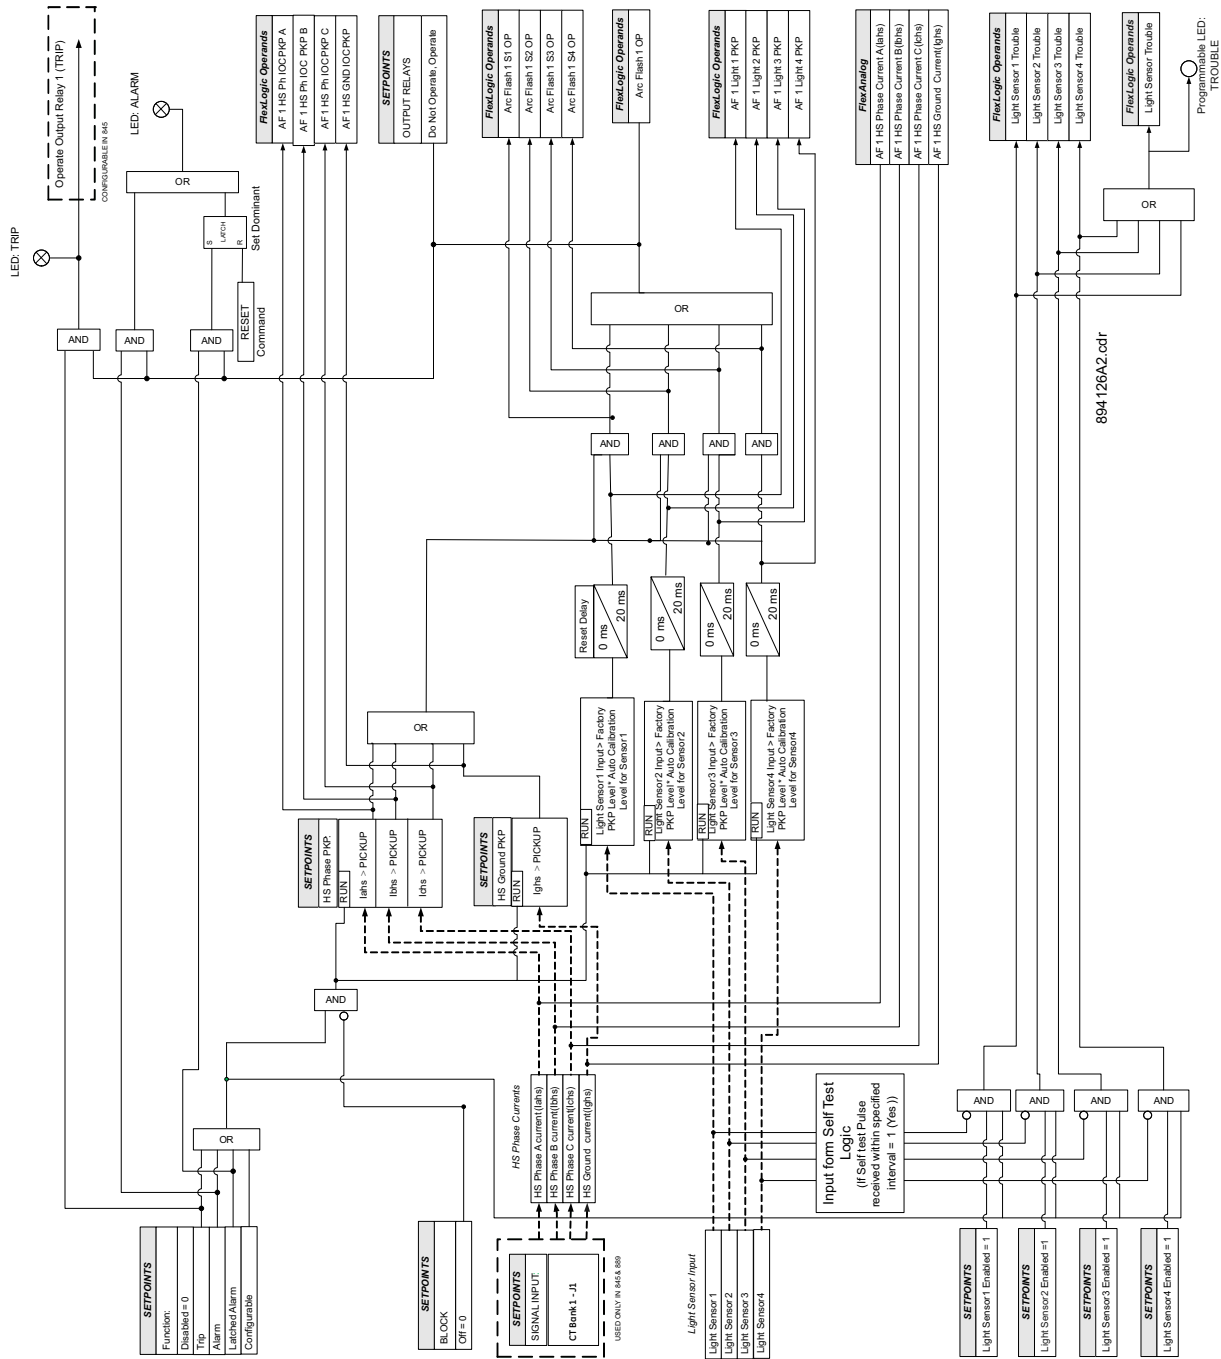 LED: TRIP
Operate Output Relay 1 (TRIP)
CONFIGURABLE IN 845
LED: ALARM
OR
S
LATCH
R
Set Dominant
RESET
Command
AND
AND
AND
FlexLogic Operands
AF 1 HS Ph IOC PKP A
AF 1 HS Ph IOC PKP B
AF 1 HS Ph IOC PKP C
AF 1 HS GND IOC PKP
SETPOINTS
OUTPUT RELAYS
Do Not Operate, Operate
FlexLogic Operands
Arc Flash 1 S1 OP
Arc Flash 1 S2 OP
Arc Flash 1 S3 OP
Arc Flash 1 S4 OP
FlexLogic Operands
Arc Flash 1 OP
FlexLogic Operands
AF 1 Light 1 PKP
AF 1 Light 2 PKP
AF 1 Light 3 PKP
AF 1 Light 4 PKP
FlexAnalog
AF 1 HS Phase Current A(Iahs)
AF 1 HS Phase Current B(Ibhs)
AF 1 HS Phase Current C(Ichs)
AF 1 HS Ground Current(Ighs)
FlexLogic Operands
Light Sensor 1 Trouble
Light Sensor 2 Trouble
Light Sensor 3 Trouble
Light Sensor 4 Trouble
FlexLogic Operands
Light Sensor Trouble
Programmable LED:
TROUBLE
OR
OR
894126A2.cdr
AND
AND
AND
AND
Reset Delay
0 ms
20 ms
0 ms
20 ms
0 ms
20 ms
0 ms
20 ms
OR
SETPOINTS
HS Phase PKP:
RUN
Iahs > PICKUP
Ibhs > PICKUP
Ichs > PICKUP
SETPOINTS
HS Ground PKP
RUN
Ighs > PICKUP
RUN
Light Sensor1 Input> Factory
PKP Level* Auto Calibration
Level for Sensor1
RUN
Light Sensor2 Input> Factory
PKP Level* Auto Calibration
Level for Sensor2
RUN
Light Sensor3 Input> Factory
PKP Level* Auto Calibration
Level for Sensor3
RUN
Light Sensor4 Input> Factory
PKP Level* Auto Calibration
Level for Sensor4
AND
OR
SETPOINTS
Function:
Disabled = 0
Trip
Alarm
Latched Alarm
Configurable
SETPOINTS
BLOCK
Off = 0
HS Phase Currents
HS Phase A current(Iahs)
HS Phase B current(Ibhs)
HS Phase C current(Ichs)
HS Ground current(Ighs)
SETPOINTS
SIGNAL INPUT:
CT Bank 1 - J1
USED ONLY IN 845 & 889
Light Sensor Input
Light Sensor1
Light Sensor2
Light Sensor3
Light Sensor4
Input form Self Test
Logic
(If Self test Pulse
received within specified
interval = 1 (Yes ))
AND
AND
AND
AND
SETPOINTS
Light Sensor1 Enabled = 1
SETPOINTS
Light Sensor2 Enabled =1
SETPOINTS
Light Sensor3 Enabled =1
SETPOINTS
Light Sensor4 Enabled = 1